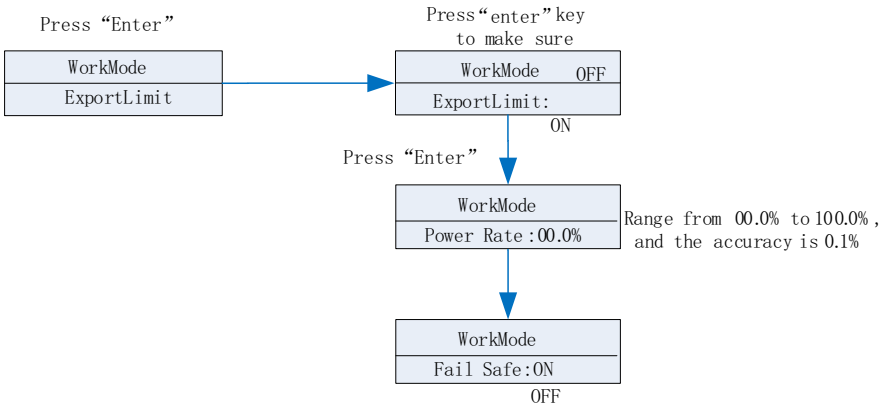 Press “Enter”
WorkMode
ExportLimit
Press“enter”key
to make sure
WorkMode OFF
ExportLimit:
ON
Press “Enter”
WorkMode
Power Rate:00.0%
Range from 00.0% to 100.0%,
and the accuracy is 0.1%
WorkMode
Fail Safe:ON
OFF